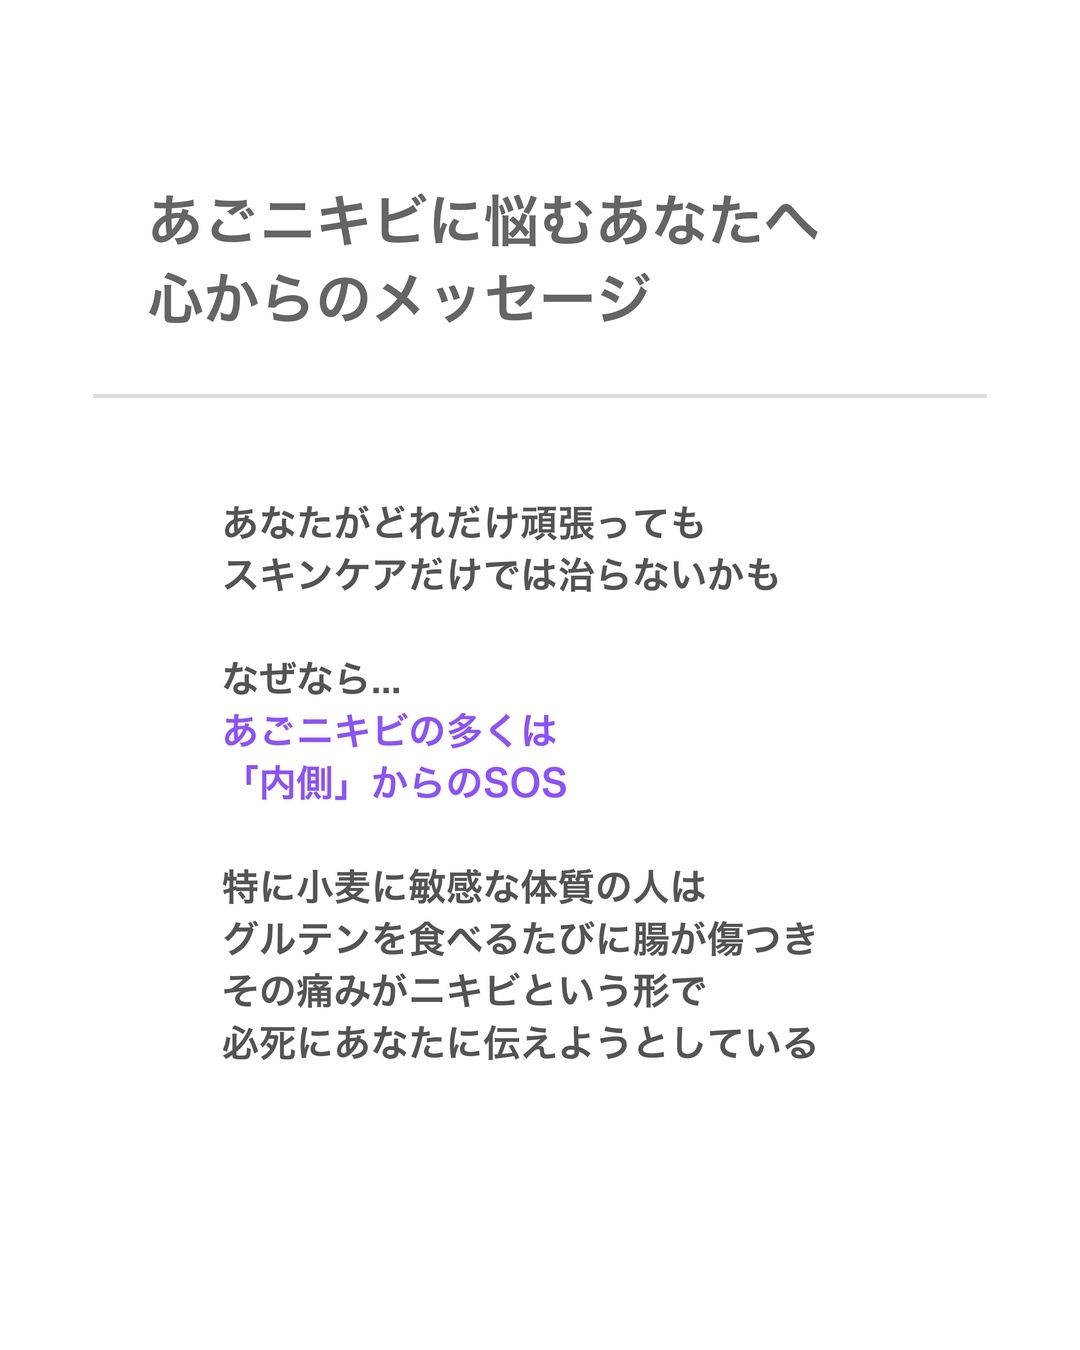 あごニキビに悩むあなたへ
心からのメッセージ
あなたがどれだけ頑張っても
スキンケアだけでは治らないかも
なぜなら...
あごニキビの多くは
「内側」からのSOS
特に小麦に敏感な体質の人は
グルテンを食べるたびに腸が傷つき
その痛みがニキビという形で
必死にあなたに伝えようとしている